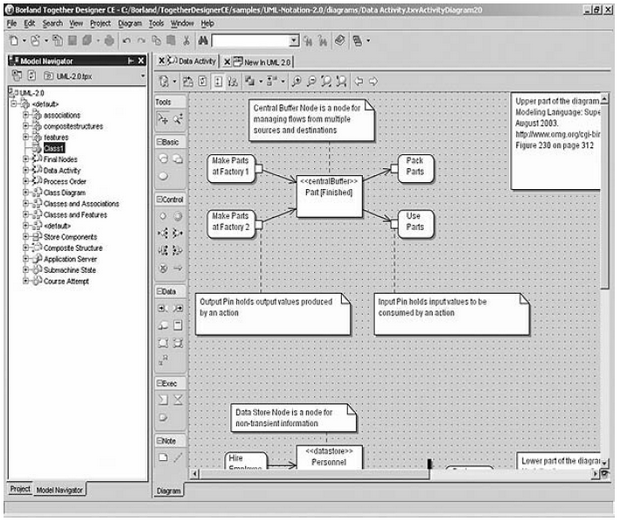 Borland Together Designer CE - C:/Borland/TogetherDesignerCE/samples/UML-Notation-2.0/diagrams/Data Activity.txvActivityDiagram20
File Edit Search View Project Diagram Tools Window Help
Model Navigator
UML-2.0.tpx
UML-2.0
<default>
associations
compositestructures
features
Class1
Final Nodes
Data Activity
Process Order
Class Diagram
Classes and Associations
Classes and Features
<default>
Store Components
Composite Structure
Application Server
Submachine State
Course Attempt
Project
Model Navigator
Data Activity
New In UML 2.0
Tools
Basic
Control
Data
Exec
Note
Central Buffer Node is a node for
managing flows from multiple
sources and destinations
Upper part of the diagram
Modeling Language: Supe
August 2003.
http://www.omg.org/cgi-bin
Figure 230 on page 312
Make Parts
at Factory 1
<<centralBuffer>>
Part [Finished]
Pack
Parts
Make Parts
at Factory 2
Use
Parts
Output Pin holds output values produced
by an action
Input Pin holds input values to be
consumed by an action
Data Store Node is a node for
non-transient information
Hire
Employee
<<datastore>>
Personnel
Lower part of the diagram
Diagram